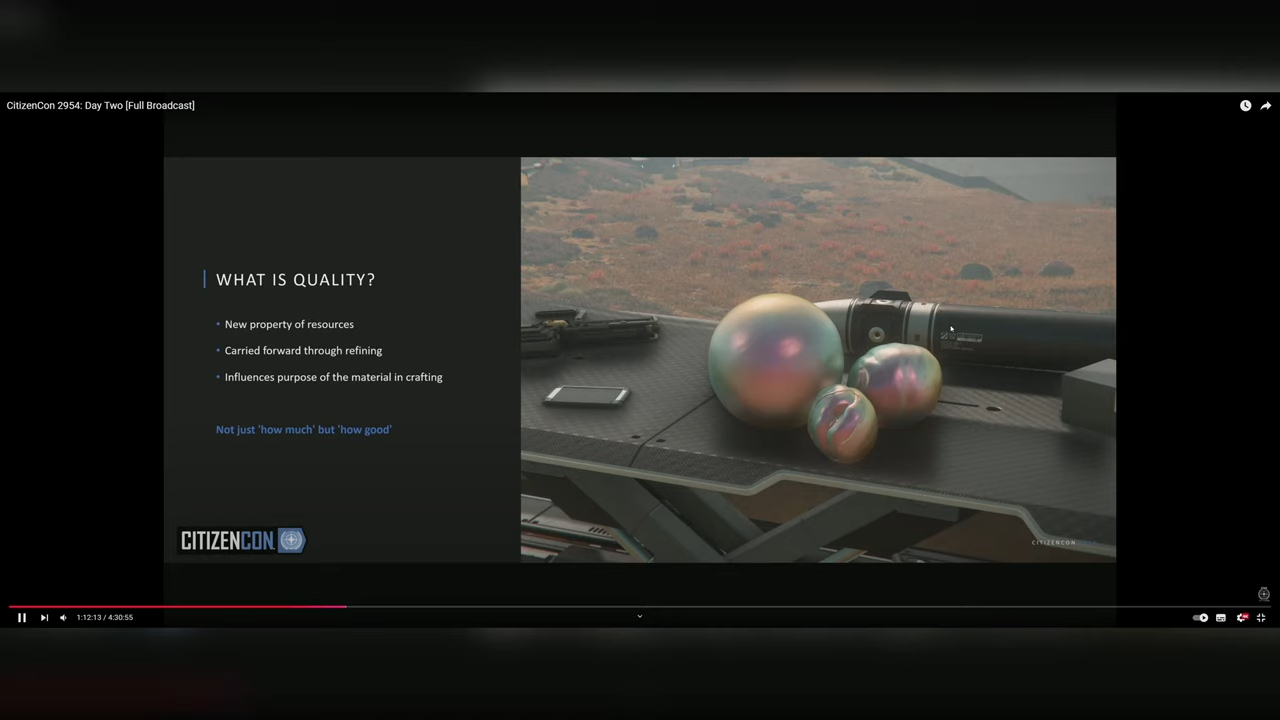 CitizenCon 2954: Day Two [Full Broadcast]
WHAT IS QUALITY?
• New property of resources
• Carried forward through refining
• Influences purpose of the material in crafting
Not just 'how much' but 'how good'
CITIZENCON
CITIZENCON
1:12:13 / 4:30:55